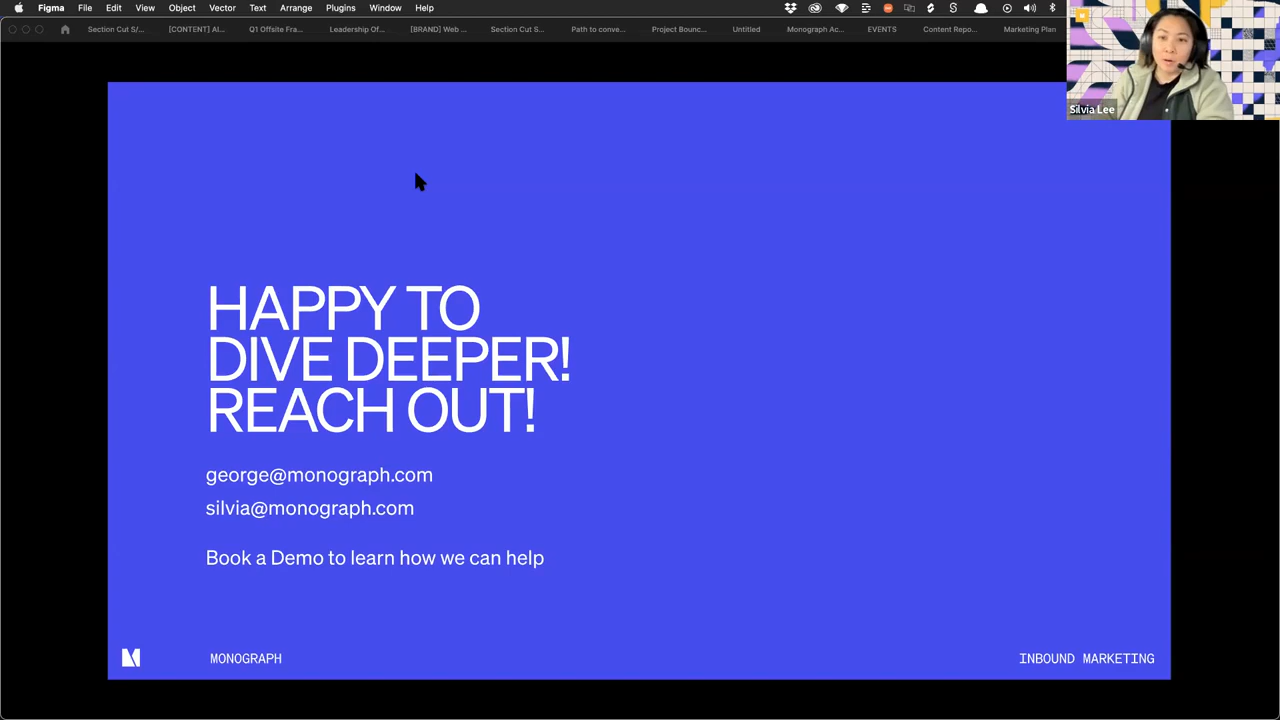 Figma File Edit View Object Vector Text Arrange Plugins Window Help
Section Cut S/... [CONTENT] AI... Q1 Offsite Fra... Leadership Of... [BRAND] Web ... Section Cut S... Path to conve... Project Bounc... Untitled Monograph Ac... EVENTS Content Repo... Marketing Plan
Silvia Lee
HAPPY TO
DIVE DEEPER!
REACH OUT!
george@monograph.com
silvia@monograph.com
Book a Demo to learn how we can help
MONOGRAPH
INBOUND MARKETING